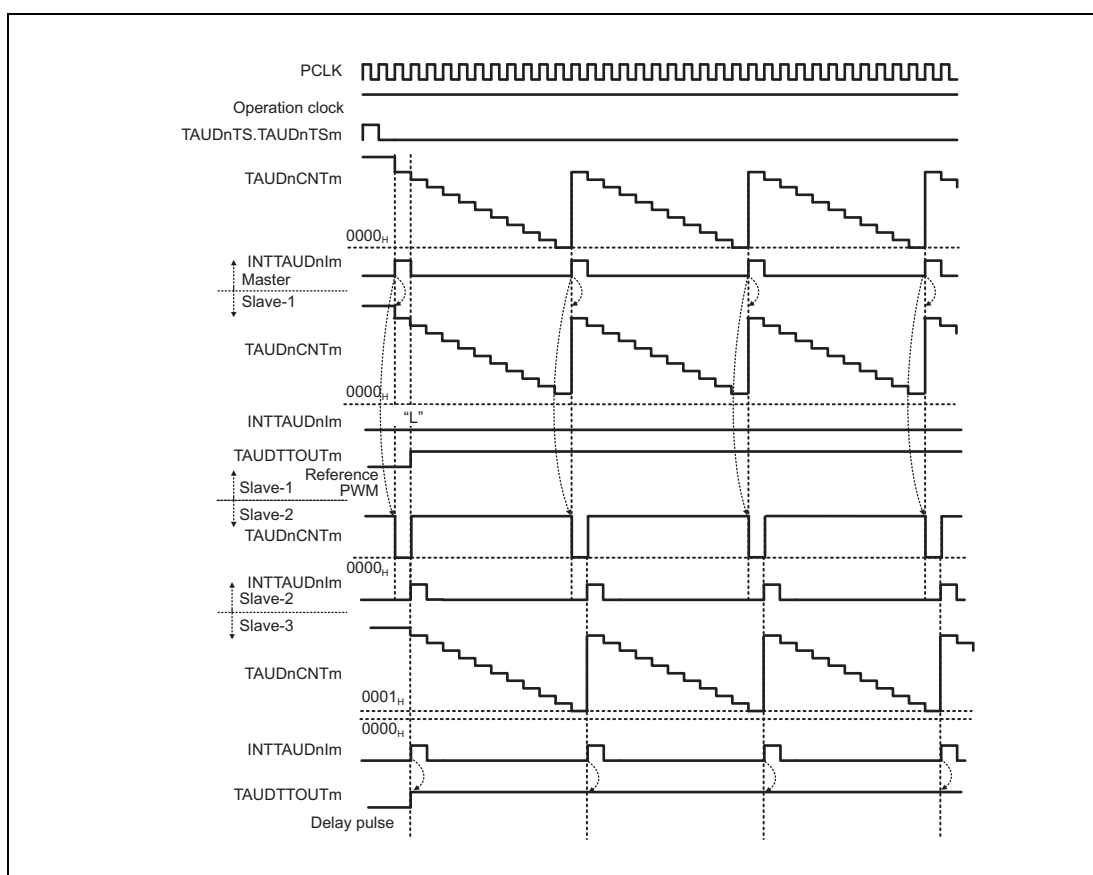 PCLK
Operation clock
TAUDnTS.TAUDnTSm
TAUDnCNTm
0000H
INTTAUDnIm
Master
Slave-1
TAUDnCNTm
0000H
"L"
INTTAUDnIm
TAUDTTOUTm
Reference
Slave-1
PWM
Slave-2
TAUDnCNTm
0000H
INTTAUDnIm
Slave-2
Slave-3
TAUDnCNTm
0001H
0000H
INTTAUDnIm
TAUDTTOUTm
Delay pulse